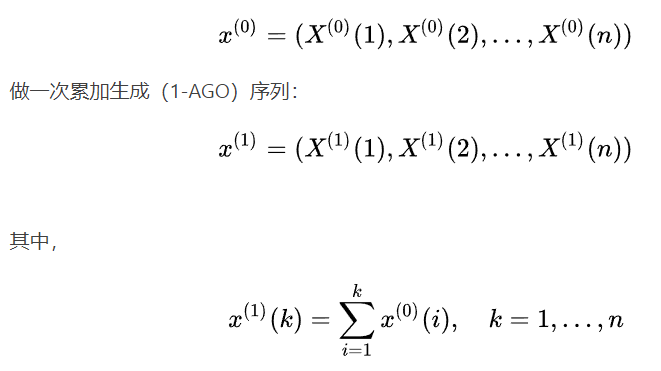 x^{(0)} = (X^{(0)}(1), X^{(0)}(2), ..., X^{(0)}(n))
做一次累加生成（1-AGO）序列：
x^{(1)} = (X^{(1)}(1), X^{(1)}(2), ..., X^{(1)}(n))
其中，
x^{(1)}(k) = \sum_{i=1}^{k} x^{(0)}(i),　k = 1, ..., n